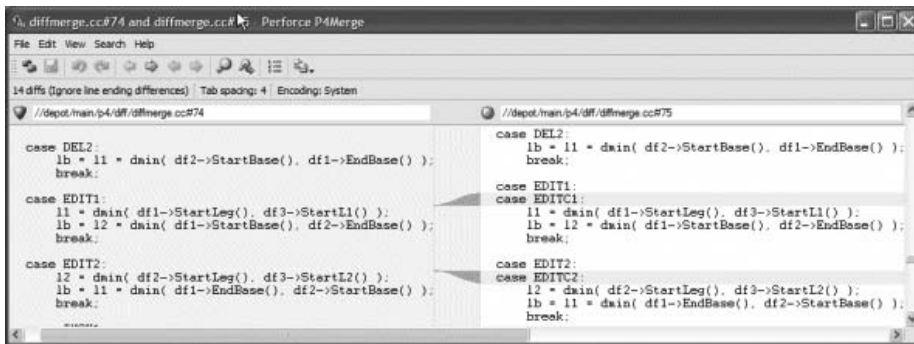 diffmerge.cc#74 and diffmerge.cc# - Perforce P4Merge
File Edit View Search Help
14 diffs (Ignore line ending differences) Tab spacing: 4 Encoding: System
//depot/main/p4/diff/diffmerge.cc#74
case DEL2:
lb = l1 = dmin( df2->StartBase(), df1->EndBase() );
break;
case EDIT1:
l1 = dmin( df1->StartLeg(), df3->StartL1() );
lb = l2 = dmin( df1->StartBase(), df2->EndBase() );
break;
case EDIT2:
l2 = dmin( df2->StartLeg(), df3->StartL2() );
lb = l1 = dmin( df1->EndBase(), df2->StartBase() );
break;
//depot/main/p4/diff/diffmerge.cc#75
case DEL2:
lb = l1 = dmin( df2->StartBase(), df1->EndBase() );
break;
case EDIT1:
case EDITC1:
l1 = dmin( df1->StartLeg(), df3->StartL1() );
lb = l2 = dmin( df1->StartBase(), df2->EndBase() );
break;
case EDIT2:
case EDITC2:
l2 = dmin( df2->StartLeg(), df3->StartL2() );
lb = l1 = dmin( df1->EndBase(), df2->StartBase() );
break;